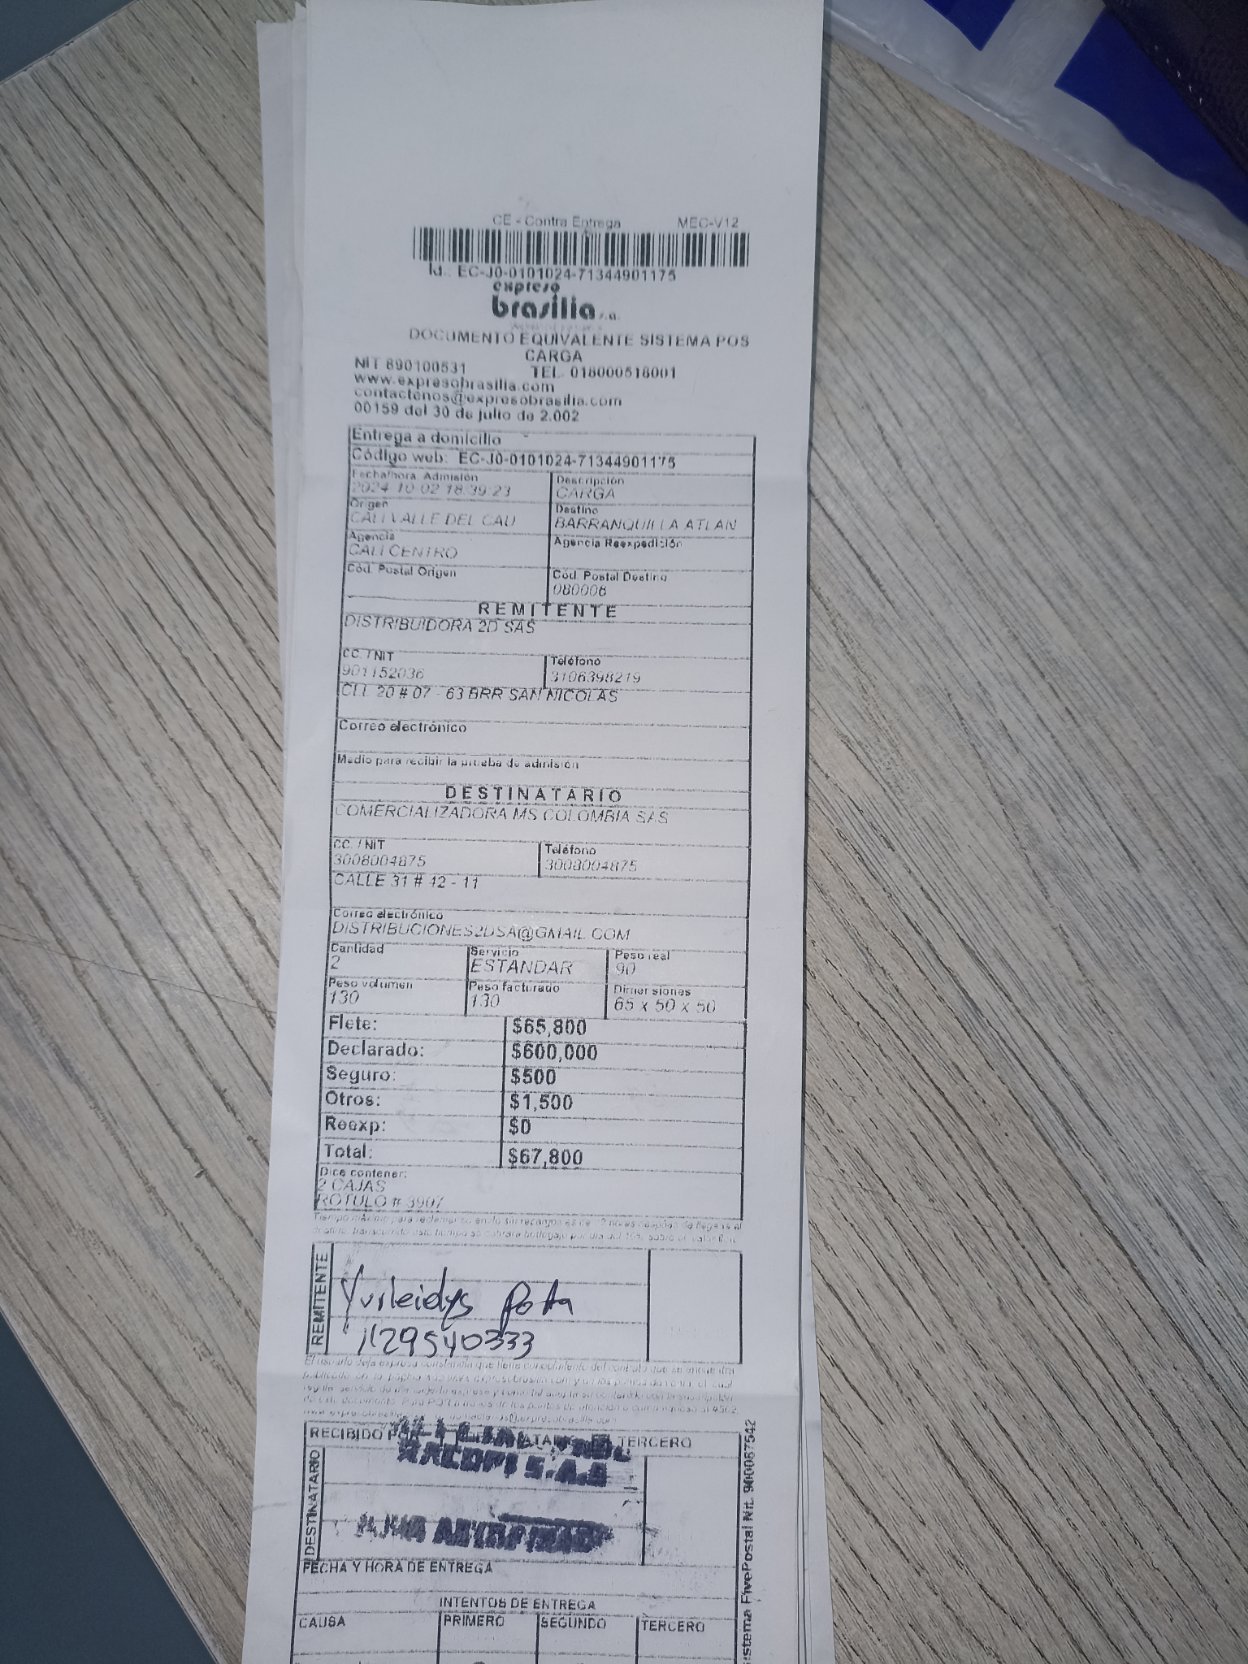 CE - Contra Entrega MEC-V12
Id.: EC-J0-0101024-71344901175
expreso
brasilia s.a.
DOCUMENTO EQUIVALENTE SISTEMA POS
CARGA
NIT 890100531 TEL. 018000518001
www.expresobrasilia.com
contactenos@expresobrasilia.com
00159 del 30 de julio de 2.002
Entrega a domicilio
Código web: EC-J0-0101024-71344901175
Fecha/hora Admisión Descripción
2024-10-02 18:39:23 CARGA
Origen Destino
CALI VALLE DEL CAU BARRANQUILLA ATLAN
Agencia Agencia Reexpedición
CALI CENTRO
Cód. Postal Origen Cód. Postal Destino
080006
REMITENTE
DISTRIBUIDORA 2D SAS
CC. / NIT Teléfono
901152036 3106398219
CLL 20 # 07 - 63 BRR SAN NICOLAS
Correo electrónico
Medio para recibir la prueba de admisión
DESTINATARIO
COMERCIALIZADORA MS COLOMBIA SAS
CC. / NIT Teléfono
3008004875 3008004875
CALLE 31 # 42 - 11
Correo electrónico
DISTRIBUCIONES2DSA@GMAIL.COM
Cantidad Servicio Peso real
2 ESTANDAR 90
Peso volumen Peso facturado Dimensiones
130 130 65 x 50 x 50
Flete: $65,800
Declarado: $600,000
Seguro: $500
Otros: $1,500
Reexp: $0
Total: $67,800
Dice contener:
2 CAJAS
ROTULO # 3907
REMITENTE
Yurleidys
1129540333
RECIBIDO TERCERO
DESTINATARIO
S.A.S
FECHA Y HORA DE ENTREGA
INTENTOS DE ENTREGA
CAUSA PRIMERO SEGUNDO TERCERO
Sistema FivePostal Nit. 900087542